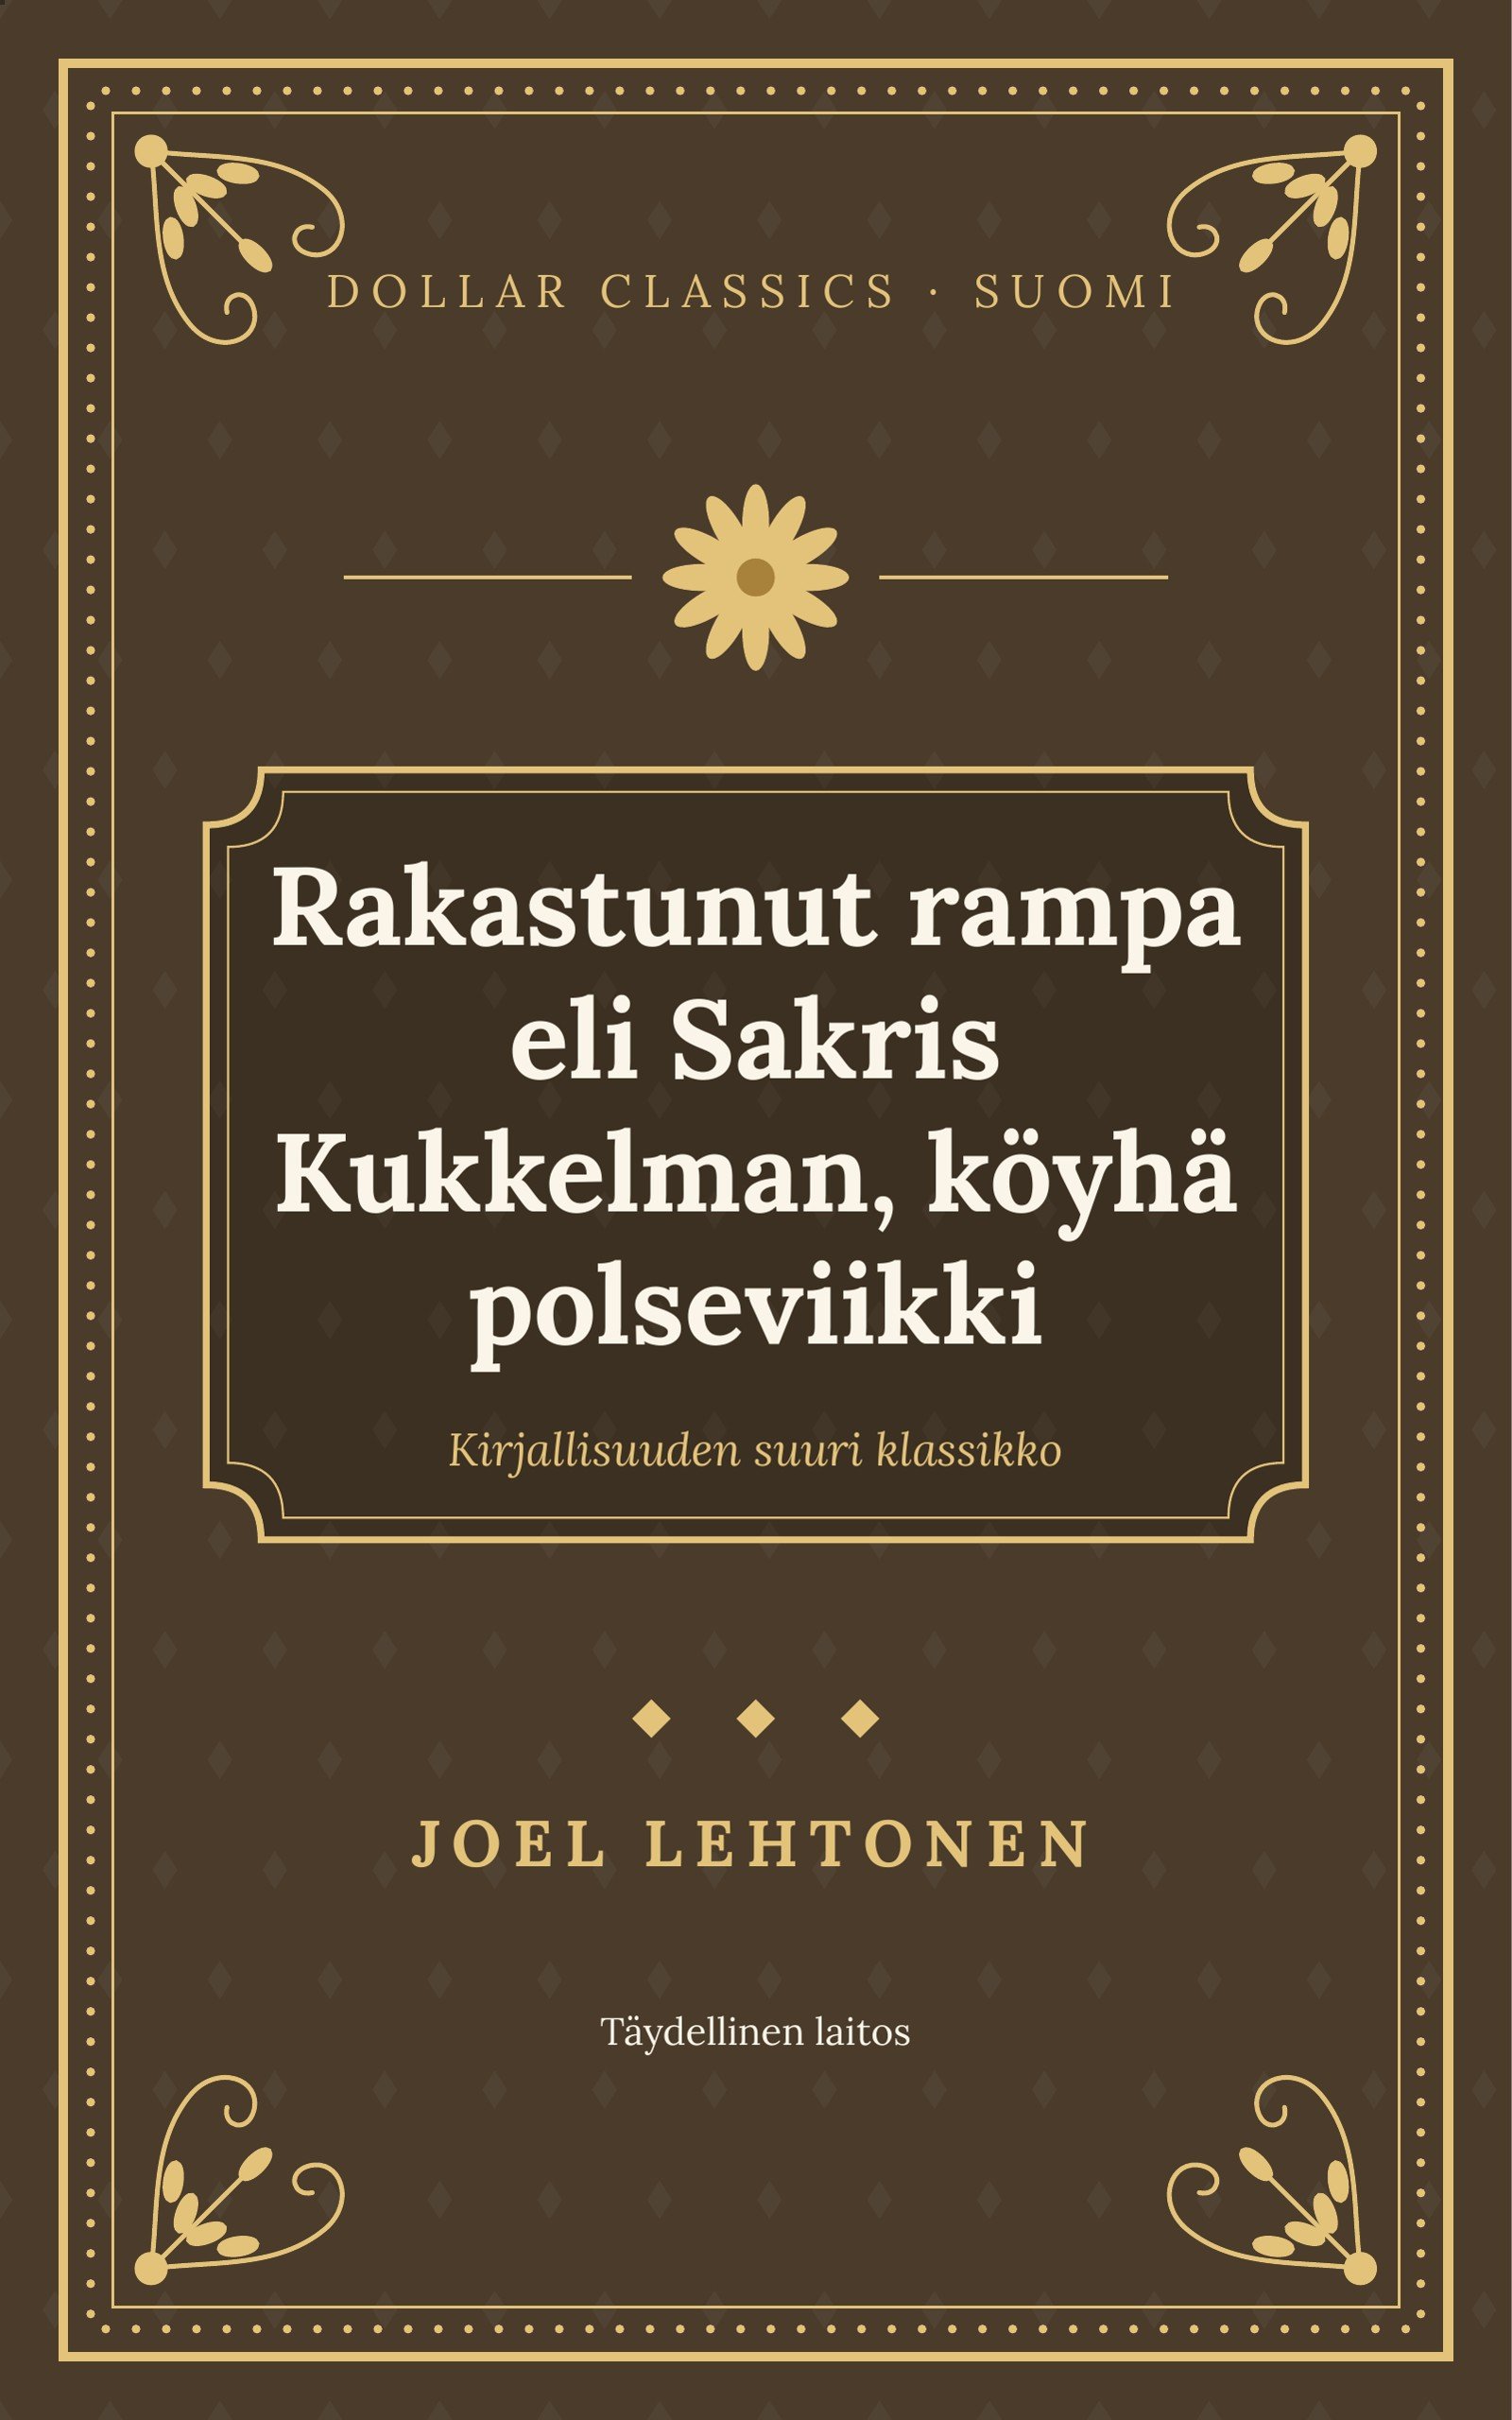 DOLLAR CLASSICS · SUOMI
Rakastunut rampa
eli Sakris
Kukkelman, köyhä
polseviikki
Kirjallisuuden suuri klassikko
JOEL LEHTONEN
Täydellinen laitos